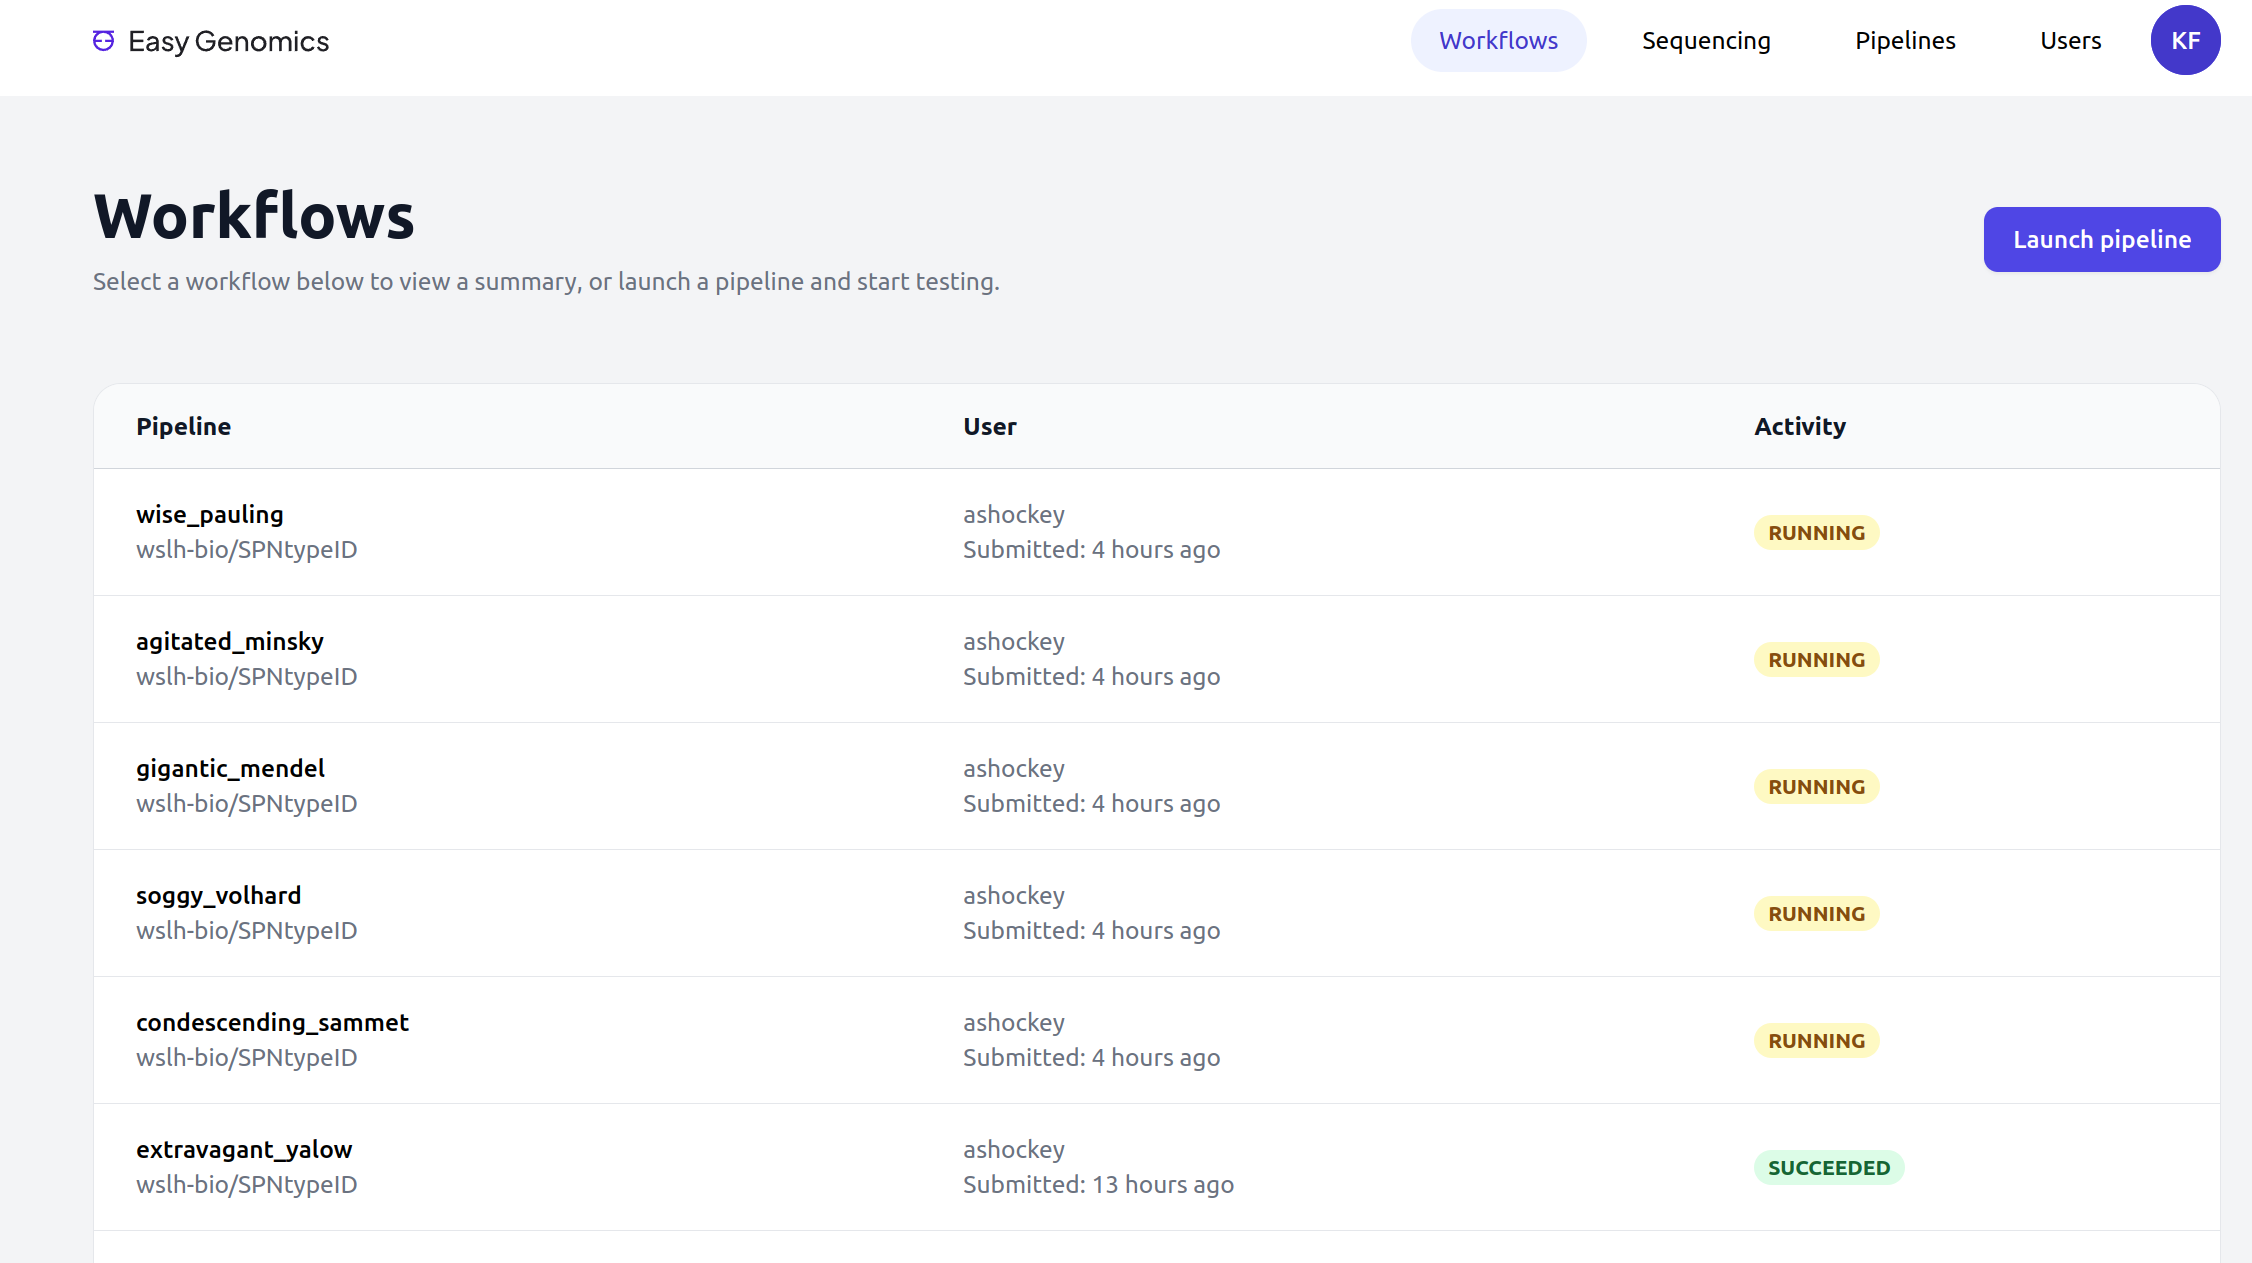 Easy Genomics
Workflows Sequencing Pipelines Users KF
Workflows
Launch pipeline
Select a workflow below to view a summary, or launch a pipeline and start testing.
Pipeline User Activity
wise_pauling ashockey
wslh-bio/SPNtypeID Submitted: 4 hours ago
RUNNING
agitated_minsky ashockey
wslh-bio/SPNtypeID Submitted: 4 hours ago
RUNNING
gigantic_mendel ashockey
wslh-bio/SPNtypeID Submitted: 4 hours ago
RUNNING
soggy_volhard ashockey
wslh-bio/SPNtypeID Submitted: 4 hours ago
RUNNING
condescending_sammet ashockey
wslh-bio/SPNtypeID Submitted: 4 hours ago
RUNNING
extravagant_yalow ashockey
wslh-bio/SPNtypeID Submitted: 13 hours ago
SUCCEEDED